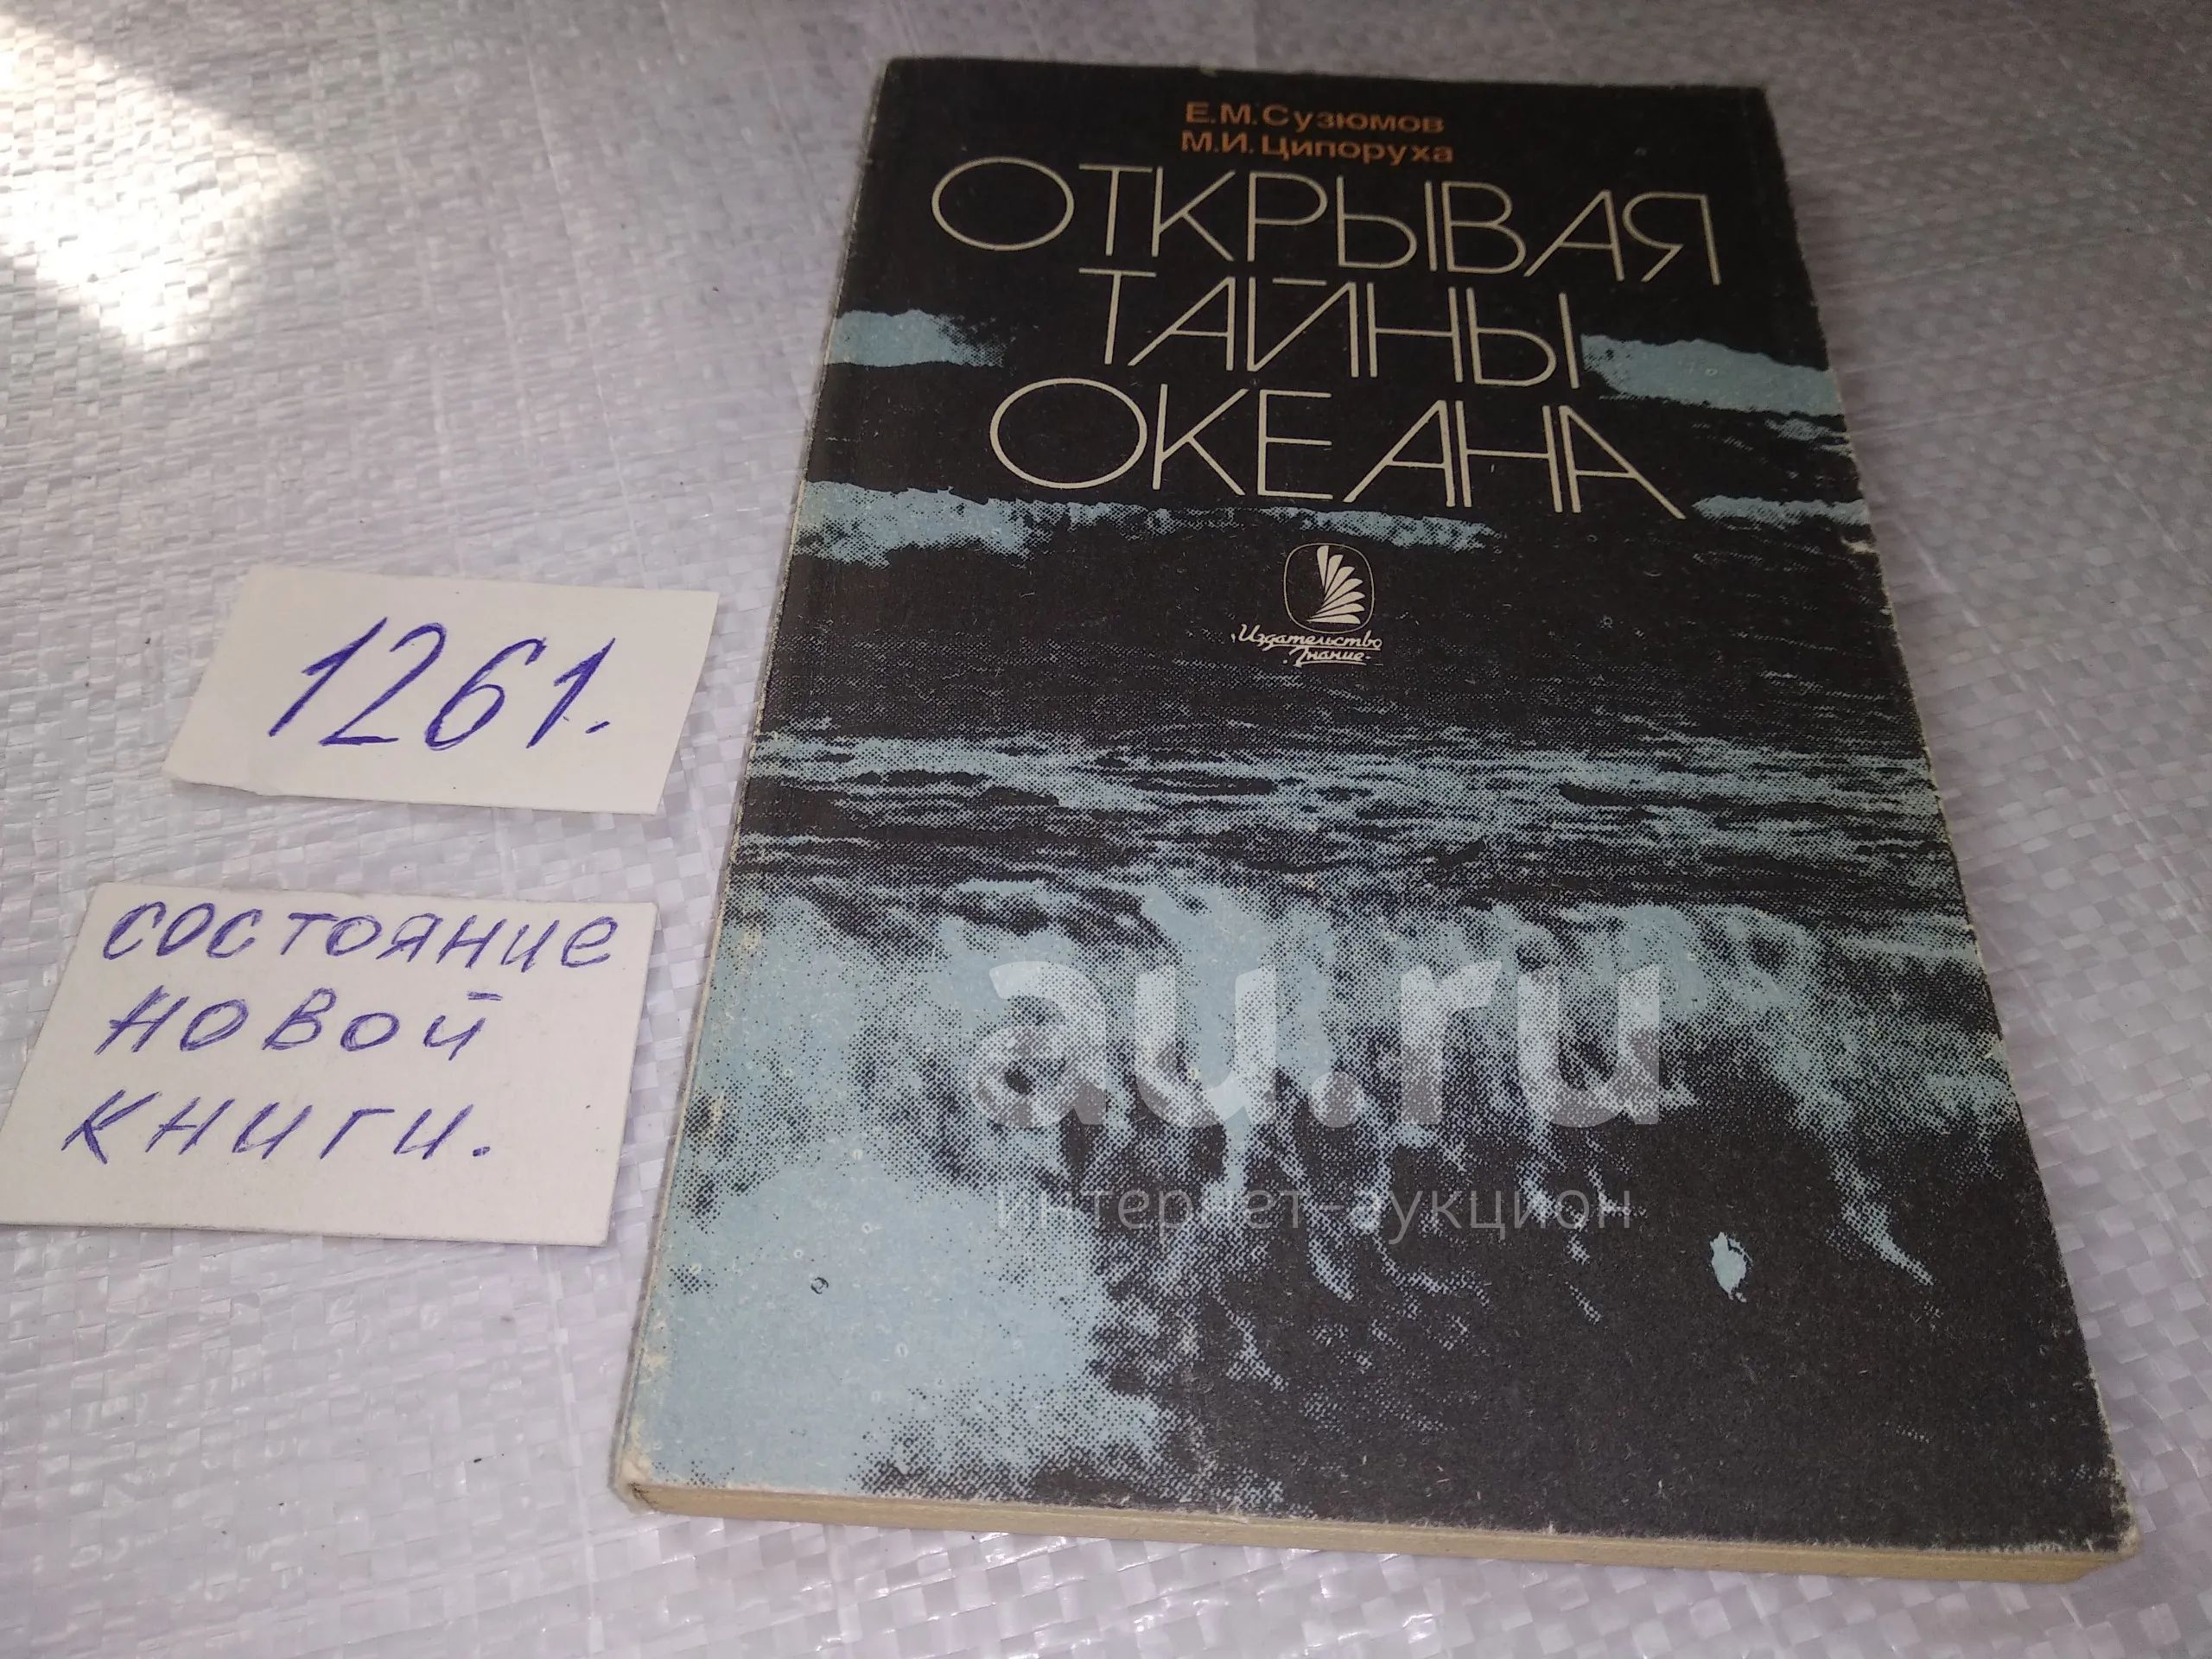 Е.М.Сузюмов
М.И.Ципоруха
ОТКРЫВАЯ
ТАЙНЫ
ОКЕАНА
Издательство
Знание
1261.
состояние
новой
книги.
au.ru
интернет-аукцион